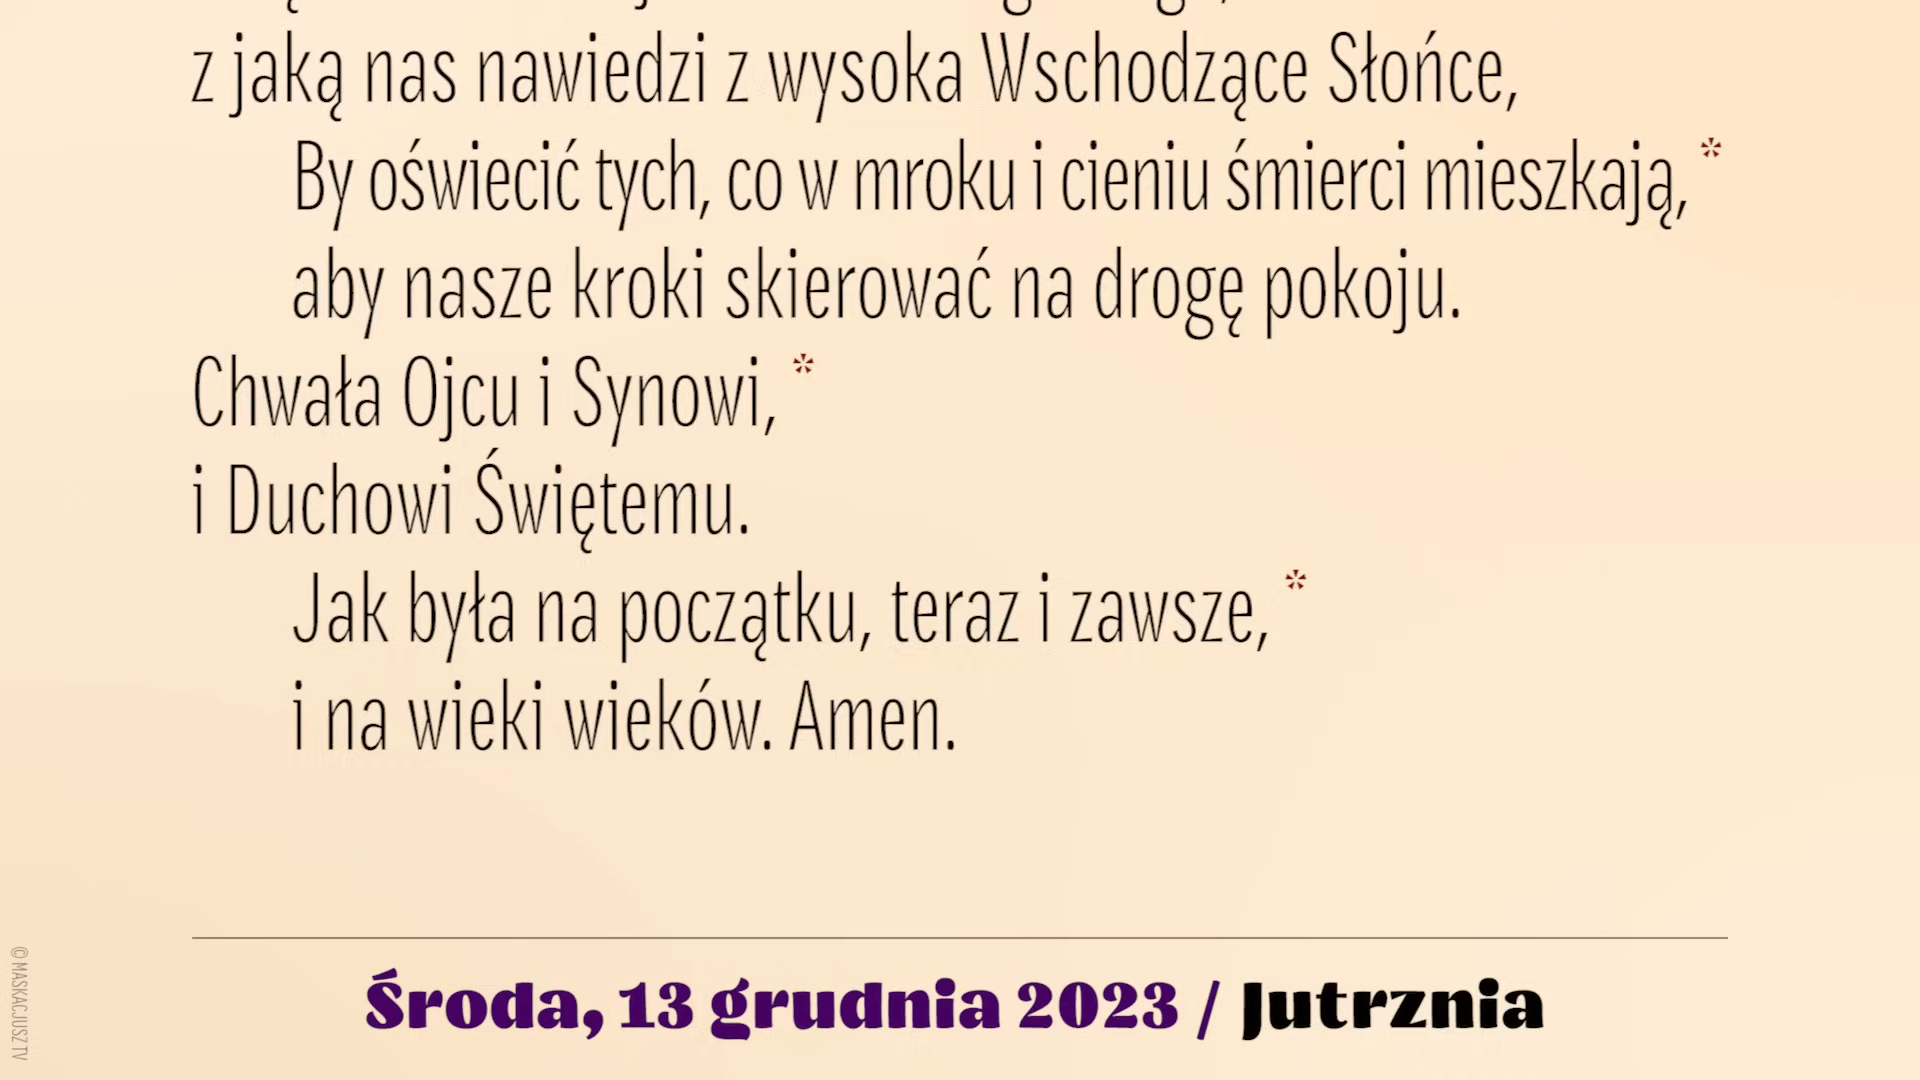 z jaką nas nawiedzi z wysoka Wschodzące Słońce,
By oświecić tych, co w mroku i cieniu śmierci mieszkają, *
aby nasze kroki skierować na drogę pokoju.
Chwała Ojcu i Synowi, *
i Duchowi Świętemu.
Jak była na początku, teraz i zawsze, *
i na wieki wieków. Amen.
Środa, 13 grudnia 2023 / Jutrznia
© MASKACJUSZ TV